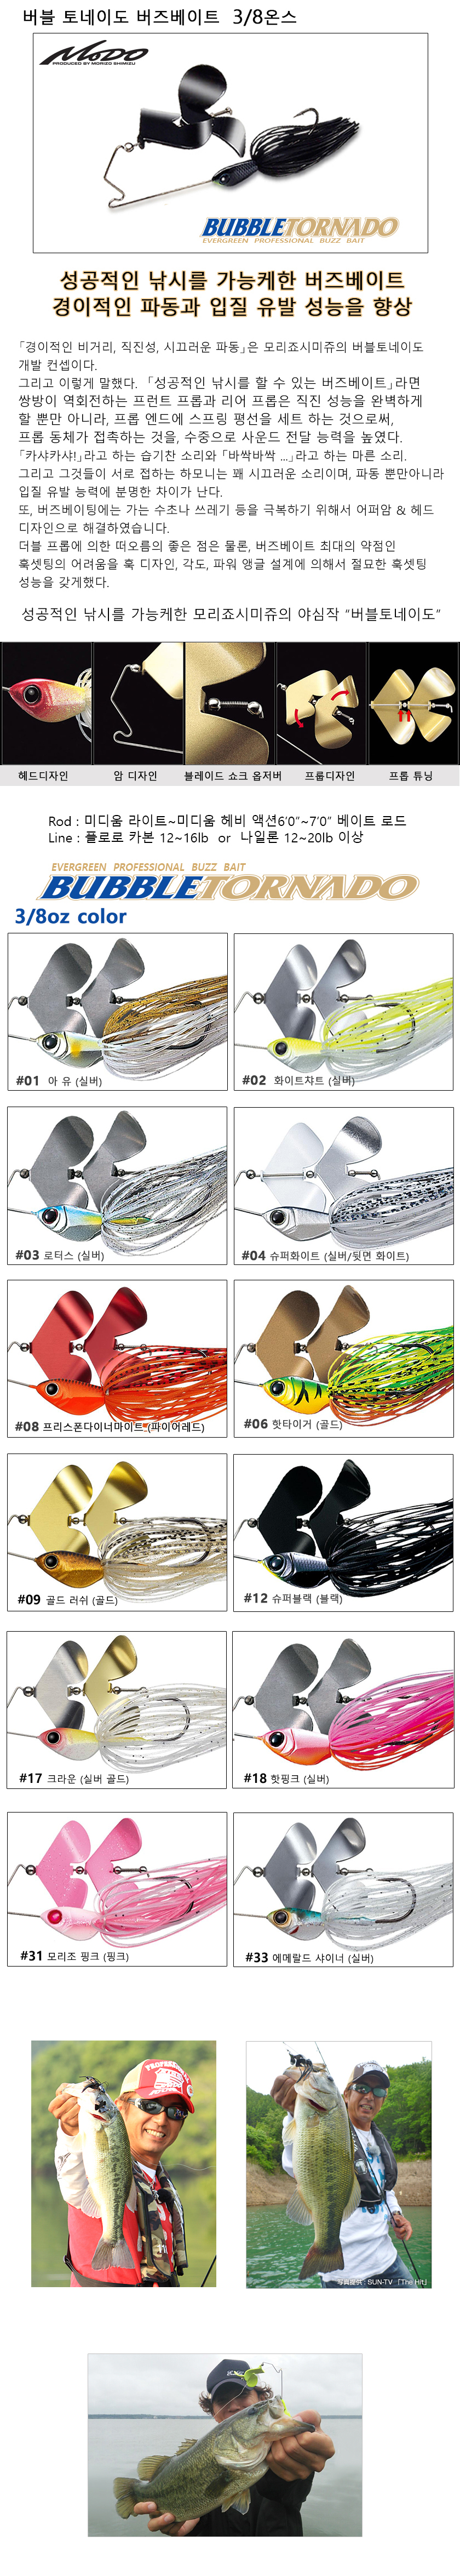 버블 토네이도 버즈베이트  3/8온스
MoDo
PRODUCED BY MORIZO SHIMIZU
BUBBLETORNADO
EVERGREEN PROFESSIONAL BUZZ BAIT
성공적인 낚시를 가능케한 버즈베이트
경이적인 파동과 입질 유발 성능을 향상
「경이적인 비거리, 직진성, 시끄러운 파동」은 모리죠시미쥬의 버블토네이도
개발 컨셉이다.
그리고 이렇게 말했다. 「성공적인 낚시를 할 수 있는 버즈베이트」라면
쌍방이 역회전하는 프런트 프롭과 리어 프롭은 직진 성능을 완벽하게
할 뿐만 아니라, 프롭 엔드에 스프링 평션을 세트 하는 것으로써,
프롭 동체가 접촉하는 것을, 수중으로 사운드 전달 능력을 높였다.
「카샤카샤!」라고 하는 습기찬 소리와 「바싹바싹 ...」라고 하는 마른 소리.
그리고 그것들이 서로 접하는 하모니는 꽤 시끄러운 소리이며, 파동 뿐만아니라
입질 유발 능력에 분명한 차이가 난다.
또, 버즈베이팅에는 가는 수초나 쓰레기 등을 극복하기 위해서 어퍼암 & 헤드
디자인으로 해결하였습니다.
더블 프롭에 의한 떠오름의 좋은 점은 물론, 버즈베이트 최대의 약점인
훅셋팅의 어려움을 훅 디자인, 각도, 파워 앵글 설계에 의해서 절묘한 훅셋팅
성능을 갖게했다.
성공적인 낚시를 가능케한 모리죠시미쥬의 야심작 "버블토네이도"
헤드디자인
암 디자인
블레이드 쇼크 옵저버
프롭디자인
프롭 튜닝
Rod : 미디움 라이트~미디움 헤비 액션6'0"~7'0" 베이트 로드
Line : 플로로 카본 12~16lb  or  나일론 12~20lb 이상
EVERGREEN PROFESSIONAL BUZZ BAIT
BUBBLETORNADO
3/8oz color
#01 아 유 (실버)
#02 화이트챠트 (실버)
#03 로터스 (실버)
#04 슈퍼화이트 (실버/뒷면 화이트)
#08 프리스폰다이너마이트 (파이어레드)
#06 핫타이거 (골드)
#09 골드 러쉬 (골드)
#12 슈퍼블랙 (블랙)
#17 크라운 (실버 골드)
#18 핫핑크 (실버)
#31 모리조 핑크 (핑크)
#33 에메랄드 샤이너 (실버)
写真提供 : SUN-TV 「The Hit」